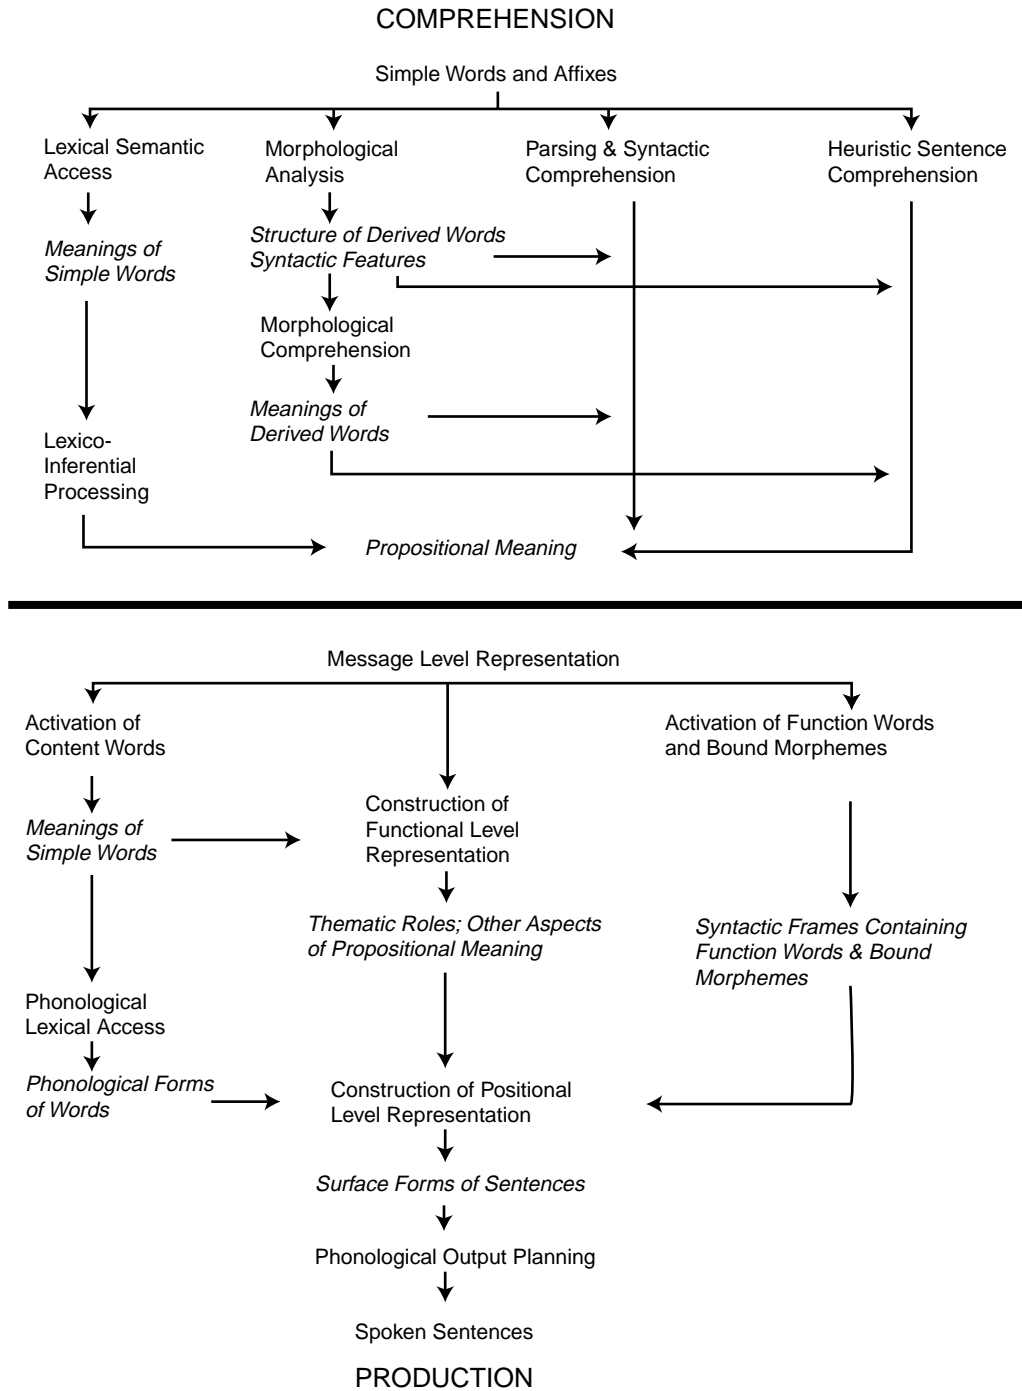 COMPREHENSION
Simple Words and Affixes
Lexical Semantic
Access
Morphological
Analysis
Parsing & Syntactic
Comprehension
Heuristic Sentence
Comprehension
Meanings of
Simple Words
Structure of Derived Words
Syntactic Features
Morphological
Comprehension
Meanings of
Derived Words
Lexico-
Inferential
Processing
Propositional Meaning
Message Level Representation
Activation of
Content Words
Activation of Function Words
and Bound Morphemes
Meanings of
Simple Words
Construction of
Functional Level
Representation
Thematic Roles; Other Aspects
of Propositional Meaning
Syntactic Frames Containing
Function Words & Bound
Morphemes
Phonological
Lexical Access
Phonological Forms
of Words
Construction of Positional
Level Representation
Surface Forms of Sentences
Phonological Output Planning
Spoken Sentences
PRODUCTION